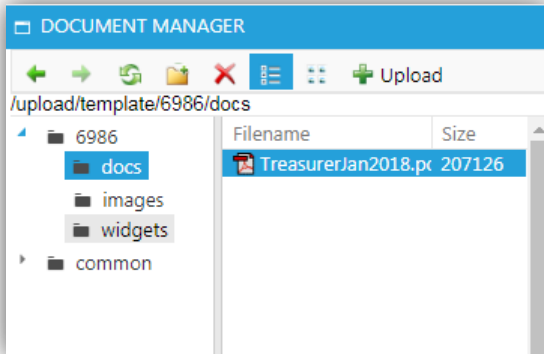 DOCUMENT MANAGER
Upload
/upload/template/6986/docs
6986
docs
images
widgets
common
Filename Size
TreasurerJan2018.pc 207126